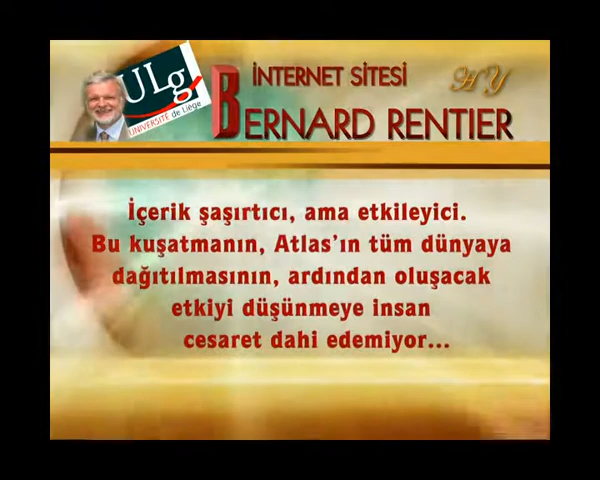 ULg
UNIVERSITÉ de Liège
İNTERNET SİTESİ
HY
BERNARD RENTIER
İçerik şaşırtıcı, ama etkileyici.
Bu kuşatmanın, Atlas'ın tüm dünyaya
dağıtılmasının, ardından oluşacak
etkiyi düşünmeye insan
cesaret dahi edemiyor...